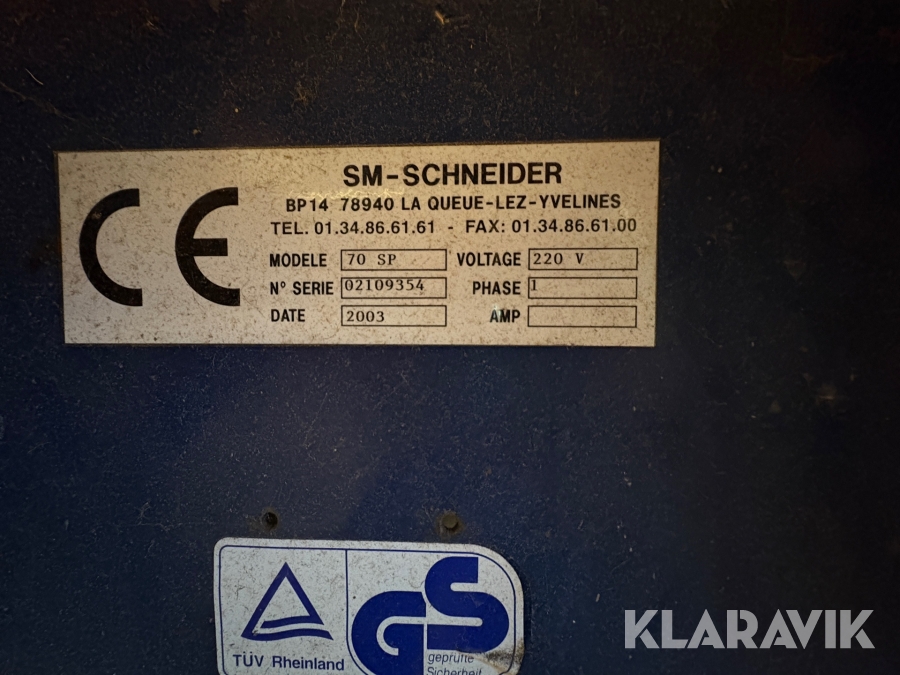 CE
SM-SCHNEIDER
BP14 78940 LA QUEUE-LEZ-YVELINES
TEL. 01.34.86.61.61 - FAX: 01.34.86.61.00
MODELE 70 SP VOLTAGE 220 V
N° SERIE 02109354 PHASE 1
DATE 2003 AMP
TÜV Rheinland
GS
geprüfte
Sicherheit
KLARAVIK